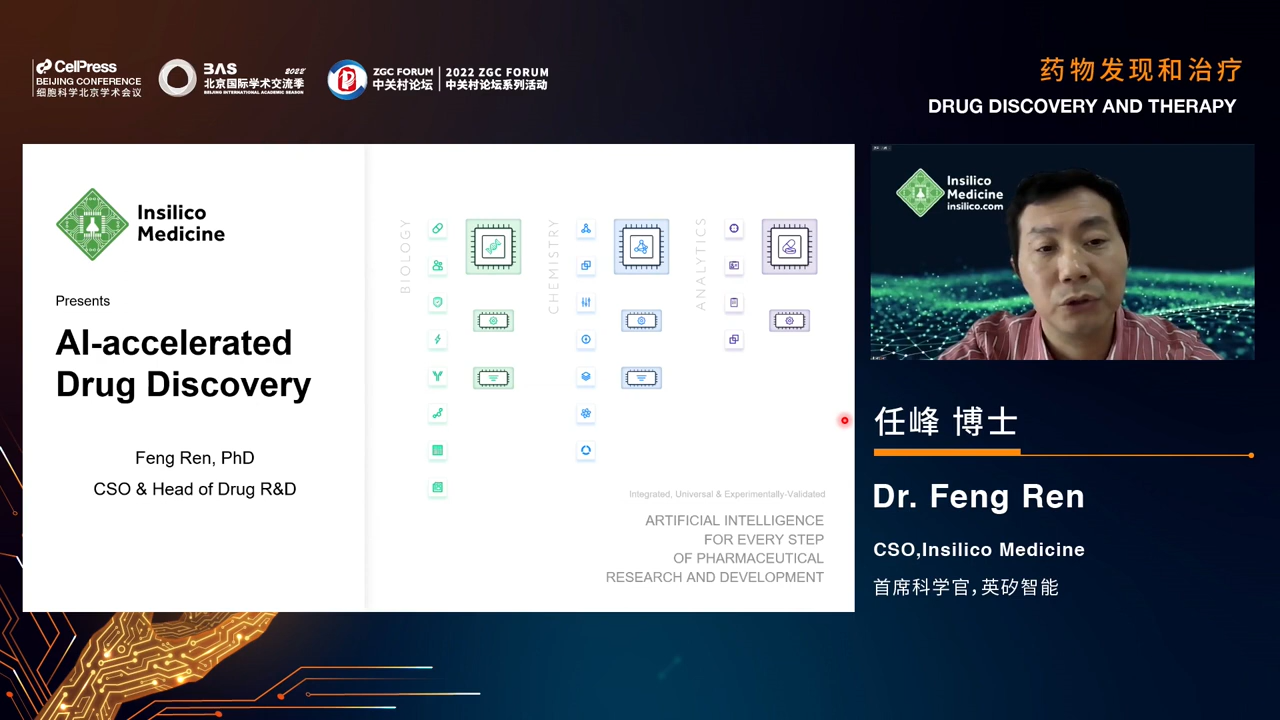 CellPress
BEIJING CONFERENCE
细胞科学北京学术会议
BAS 2022
北京国际学术交流季
BEIJING INTERNATIONAL ACADEMIC SEASON
ZGC FORUM
中关村论坛
2022 ZGC FORUM
中关村论坛系列活动
药物发现和治疗
DRUG DISCOVERY AND THERAPY
Insilico
Medicine
Presents
AI-accelerated
Drug Discovery
Feng Ren, PhD
CSO & Head of Drug R&D
BIOLOGY
CHEMISTRY
ANALYTICS
Integrated, Universal & Experimentally-Validated
ARTIFICIAL INTELLIGENCE
FOR EVERY STEP
OF PHARMACEUTICAL
RESEARCH AND DEVELOPMENT
Insilico
Medicine
insilico.com
任峰 博士
Dr. Feng Ren
CSO,Insilico Medicine
首席科学官,英矽智能